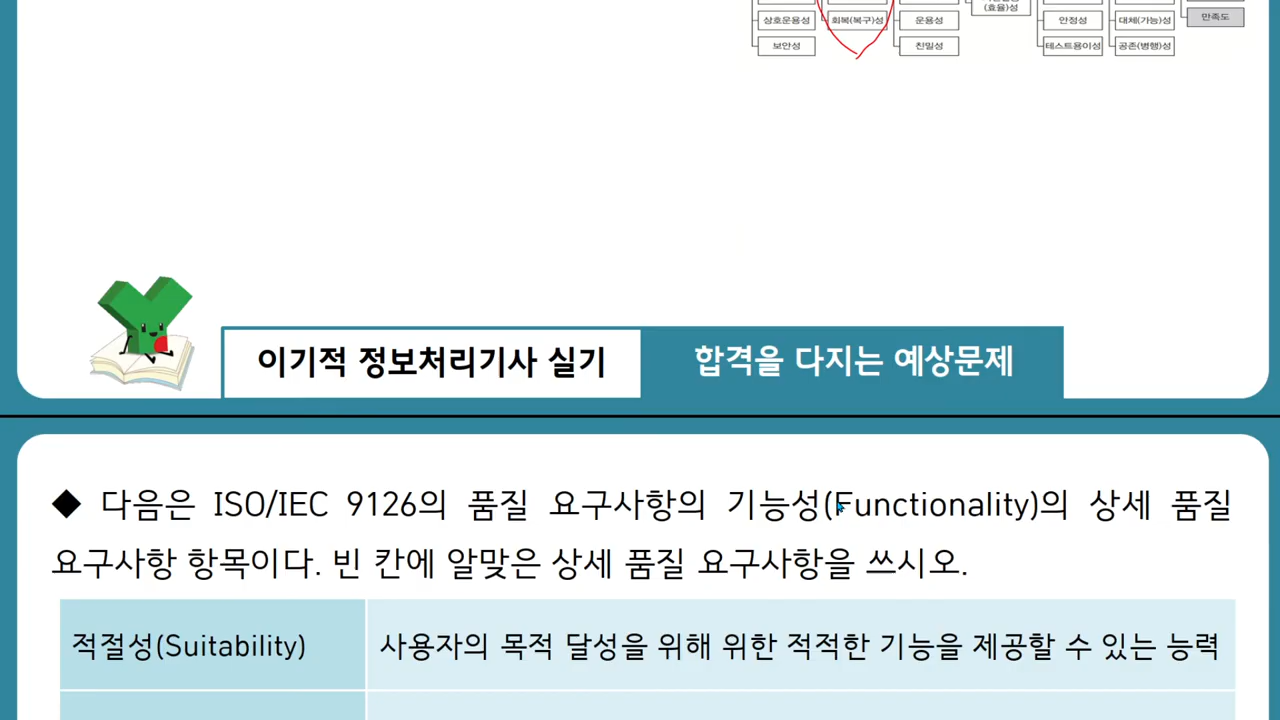 (효율)성
만족도
상호운용성
회복(복구)성
운용성
안정성
대체(가능)성
보안성
친밀성
테스트용이성
공존(병행)성
이기적 정보처리기사 실기
합격을 다지는 예상문제
◆ 다음은 ISO/IEC 9126의 품질 요구사항의 기능성(Functionality)의 상세 품질
요구사항 항목이다. 빈 칸에 알맞은 상세 품질 요구사항을 쓰시오.
적절성(Suitability)
사용자의 목적 달성을 위해 위한 적적한 기능을 제공할 수 있는 능력